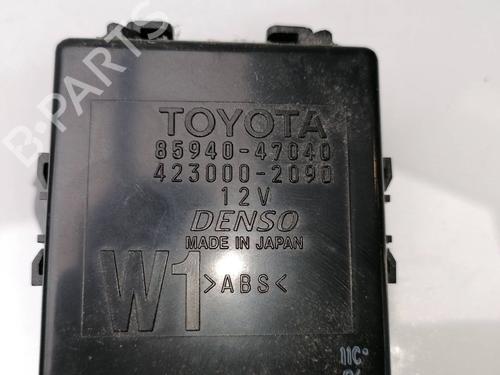 B-PARTS
TOYOTA
85940-47040
423000-2090
12V
DENSO
MADE IN JAPAN
W1
>ABS<